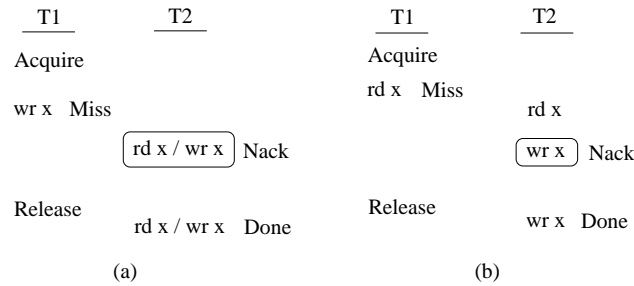 T1 T2
Acquire
wr x Miss
rd x / wr x Nack
Release
rd x / wr x Done
(a)
T1 T2
Acquire
rd x Miss
rd x
wr x Nack
Release
wr x Done
(b)